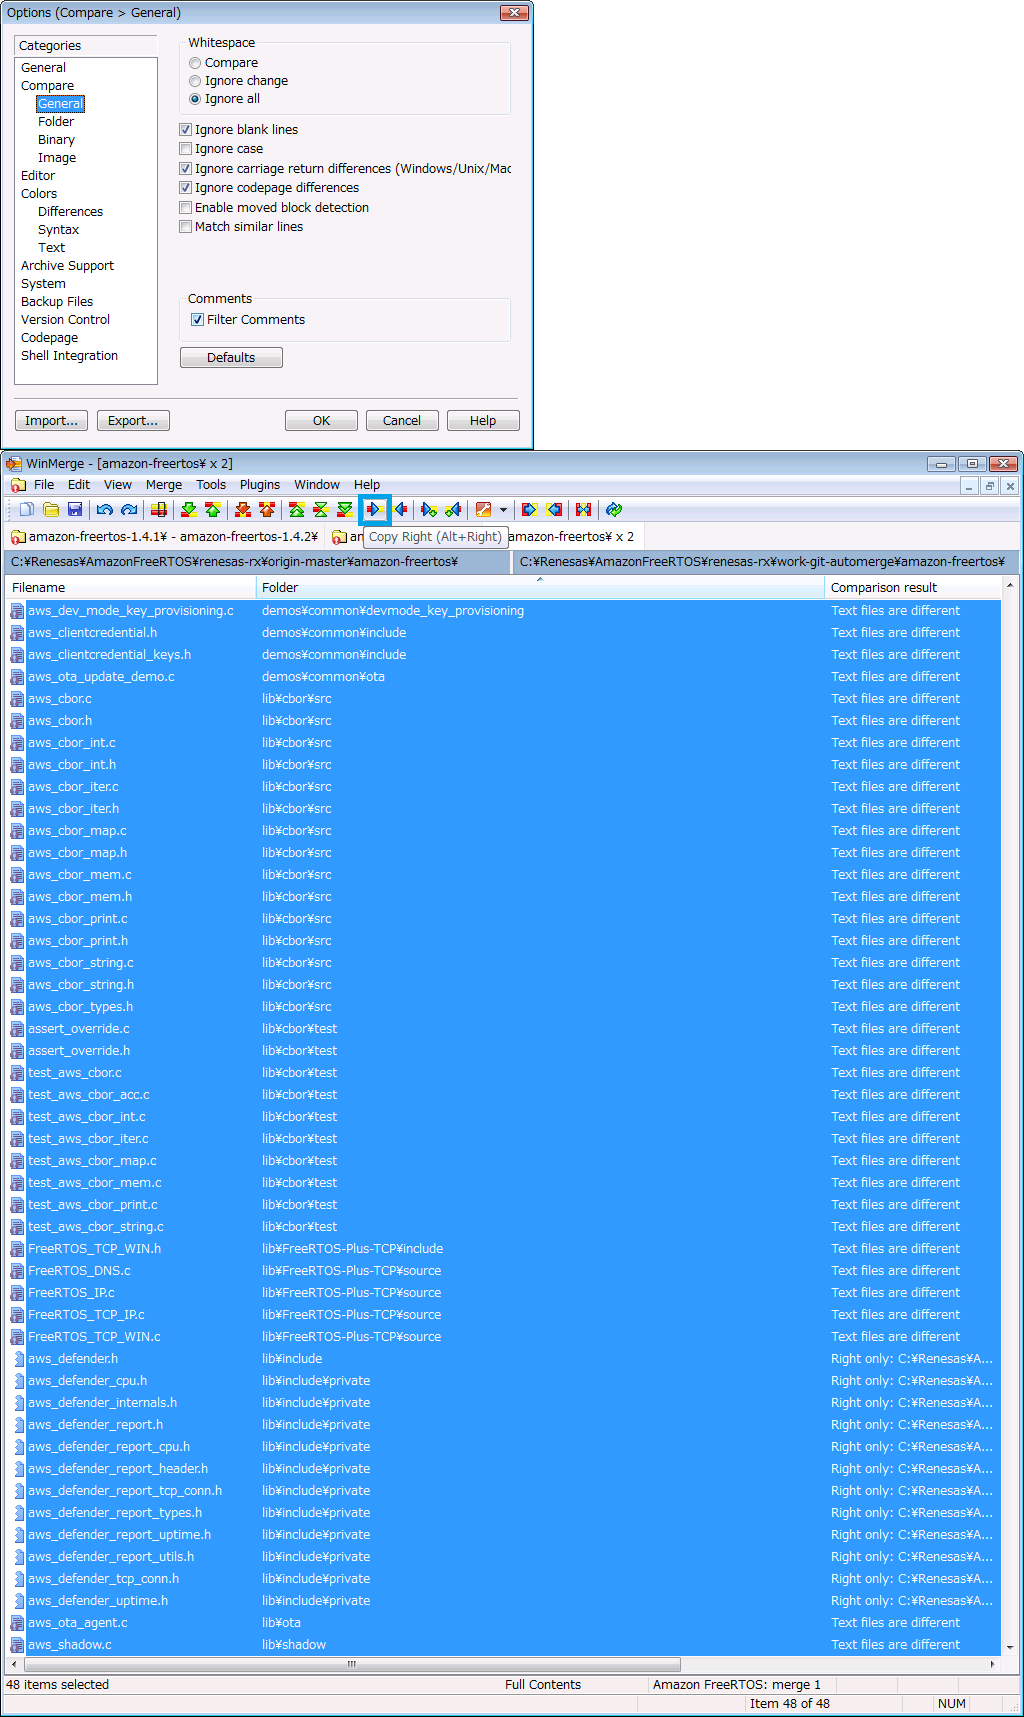 Options (Compare > General)
Categories
General
Compare
General
Folder
Binary
Image
Editor
Colors
Differences
Syntax
Text
Archive Support
System
Backup Files
Version Control
Codepage
Shell Integration
Whitespace
Compare
Ignore change
Ignore all
Ignore blank lines
Ignore case
Ignore carriage return differences (Windows/Unix/Mac
Ignore codepage differences
Enable moved block detection
Match similar lines
Comments
Filter Comments
Defaults
Import... Export... OK Cancel Help
WinMerge - [amazon-freertos¥ x 2]
File Edit View Merge Tools Plugins Window Help
amazon-freertos-1.4.1¥ - amazon-freertos-1.4.2¥ Copy Right (Alt+Right) amazon-freertos¥ x 2
C:¥Renesas¥AmazonFreeRTOS¥renesas-rx¥origin-master¥amazon-freertos¥ C:¥Renesas¥AmazonFreeRTOS¥renesas-rx¥work-git-automerge¥amazon-freertos¥
Filename Folder Comparison result
aws_dev_mode_key_provisioning.c demos¥common¥devmode_key_provisioning Text files are different
aws_clientcredential.h demos¥common¥include Text files are different
aws_clientcredential_keys.h demos¥common¥include Text files are different
aws_ota_update_demo.c demos¥common¥ota Text files are different
aws_cbor.c lib¥cbor¥src Text files are different
aws_cbor.h lib¥cbor¥src Text files are different
aws_cbor_int.c lib¥cbor¥src Text files are different
aws_cbor_int.h lib¥cbor¥src Text files are different
aws_cbor_iter.c lib¥cbor¥src Text files are different
aws_cbor_iter.h lib¥cbor¥src Text files are different
aws_cbor_map.c lib¥cbor¥src Text files are different
aws_cbor_map.h lib¥cbor¥src Text files are different
aws_cbor_mem.c lib¥cbor¥src Text files are different
aws_cbor_mem.h lib¥cbor¥src Text files are different
aws_cbor_print.c lib¥cbor¥src Text files are different
aws_cbor_print.h lib¥cbor¥src Text files are different
aws_cbor_string.c lib¥cbor¥src Text files are different
aws_cbor_string.h lib¥cbor¥src Text files are different
aws_cbor_types.h lib¥cbor¥src Text files are different
assert_override.c lib¥cbor¥test Text files are different
assert_override.h lib¥cbor¥test Text files are different
test_aws_cbor.c lib¥cbor¥test Text files are different
test_aws_cbor_acc.c lib¥cbor¥test Text files are different
test_aws_cbor_int.c lib¥cbor¥test Text files are different
test_aws_cbor_iter.c lib¥cbor¥test Text files are different
test_aws_cbor_map.c lib¥cbor¥test Text files are different
test_aws_cbor_mem.c lib¥cbor¥test Text files are different
test_aws_cbor_print.c lib¥cbor¥test Text files are different
test_aws_cbor_string.c lib¥cbor¥test Text files are different
FreeRTOS_TCP_WIN.h lib¥FreeRTOS-Plus-TCP¥include Text files are different
FreeRTOS_DNS.c lib¥FreeRTOS-Plus-TCP¥source Text files are different
FreeRTOS_IP.c lib¥FreeRTOS-Plus-TCP¥source Text files are different
FreeRTOS_TCP_IP.c lib¥FreeRTOS-Plus-TCP¥source Text files are different
FreeRTOS_TCP_WIN.c lib¥FreeRTOS-Plus-TCP¥source Text files are different
aws_defender.h lib¥include Right only: C:¥Renesas¥A...
aws_defender_cpu.h lib¥include¥private Right only: C:¥Renesas¥A...
aws_defender_internals.h lib¥include¥private Right only: C:¥Renesas¥A...
aws_defender_report.h lib¥include¥private Right only: C:¥Renesas¥A...
aws_defender_report_cpu.h lib¥include¥private Right only: C:¥Renesas¥A...
aws_defender_report_header.h lib¥include¥private Right only: C:¥Renesas¥A...
aws_defender_report_tcp_conn.h lib¥include¥private Right only: C:¥Renesas¥A...
aws_defender_report_types.h lib¥include¥private Right only: C:¥Renesas¥A...
aws_defender_report_uptime.h lib¥include¥private Right only: C:¥Renesas¥A...
aws_defender_report_utils.h lib¥include¥private Right only: C:¥Renesas¥A...
aws_defender_tcp_conn.h lib¥include¥private Right only: C:¥Renesas¥A...
aws_defender_uptime.h lib¥include¥private Right only: C:¥Renesas¥A...
aws_ota_agent.c lib¥ota Text files are different
aws_shadow.c lib¥shadow Text files are different
48 items selected Full Contents Amazon FreeRTOS: merge 1
Item 48 of 48 NUM